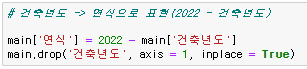 # 건축년도 -> 연식으로 표현(2022 - 건축년도)
main['연식'] = 2022 - main['건축년도']
main.drop('건축년도', axis = 1, inplace = True)